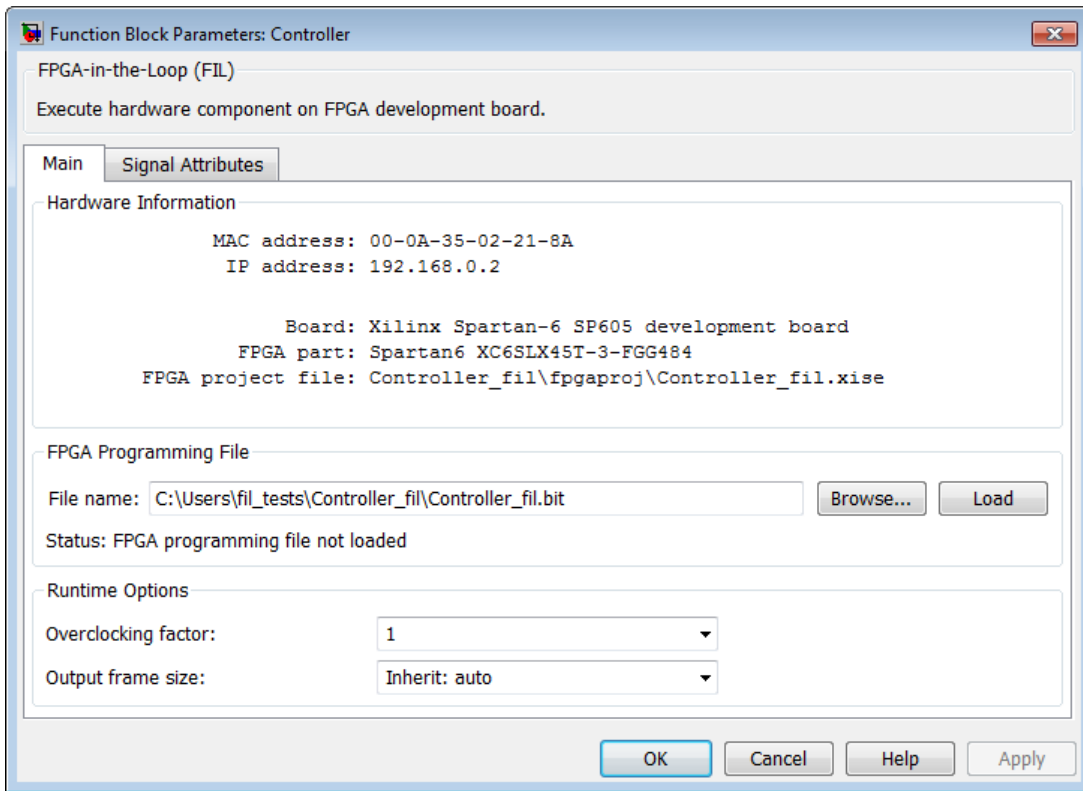 Function Block Parameters: Controller
FPGA-in-the-Loop (FIL)
Execute hardware component on FPGA development board.
Main Signal Attributes
Hardware Information
MAC address: 00-0A-35-02-21-8A
IP address: 192.168.0.2
Board: Xilinx Spartan-6 SP605 development board
FPGA part: Spartan6 XC6SLX45T-3-FGG484
FPGA project file: Controller_fil\fpgaproj\Controller_fil.xise
FPGA Programming File
File name: C:\Users\fil_tests\Controller_fil\Controller_fil.bit Browse... Load
Status: FPGA programming file not loaded
Runtime Options
Overclocking factor: 1
Output frame size: Inherit: auto
OK Cancel Help Apply